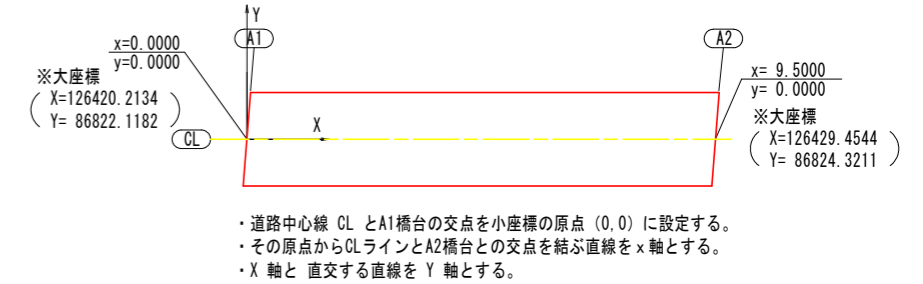 Y
A1
A2
x=0.0000
y=0.0000
※大座標
X=126420.2134
Y= 86822.1182
x= 9.5000
y= 0.0000
※大座標
X=126429.4544
Y= 86824.3211
X
CL
・道路中心線 CL とA1橋台の交点を小座標の原点 (0,0) に設定する。
・その原点からCLラインとA2橋台との交点を結ぶ直線をx軸とする。
・X 軸と 直交する直線を Y 軸とする。